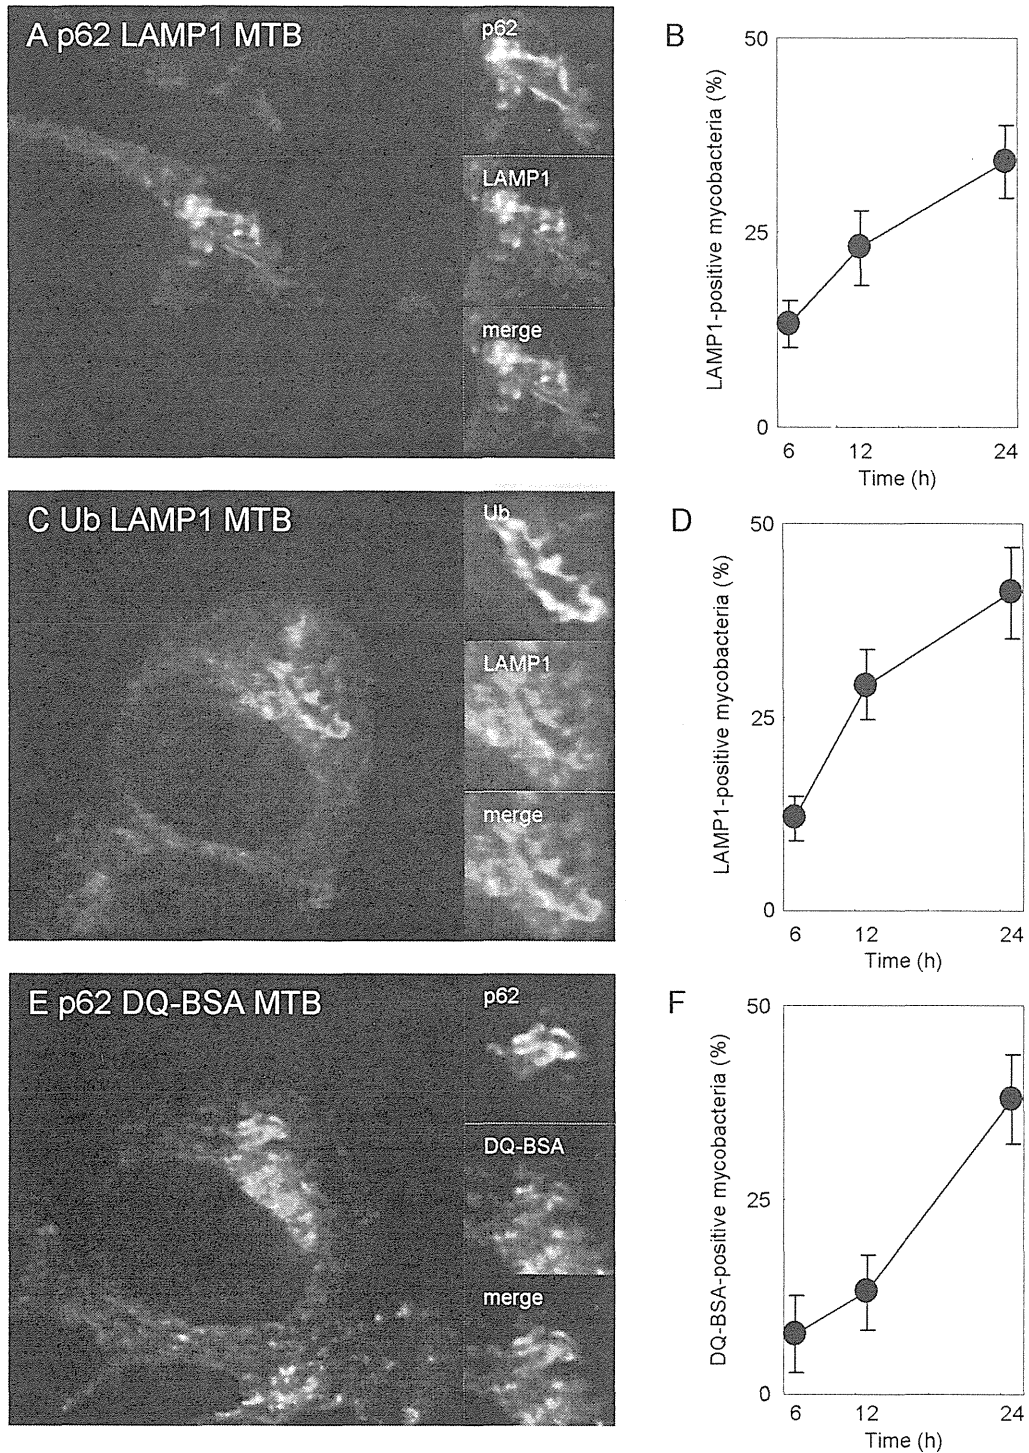 A p62 LAMP1 MTB
p62
LAMP1
merge
B
LAMP1-positive mycobacteria (%)
50
25
0
6 12 24
Time (h)
C Ub LAMP1 MTB
Ub
LAMP1
merge
D
LAMP1-positive mycobacteria (%)
50
25
0
6 12 24
Time (h)
E p62 DQ-BSA MTB
p62
DQ-BSA
merge
F
DQ-BSA-positive mycobacteria (%)
50
25
0
6 12 24
Time (h)